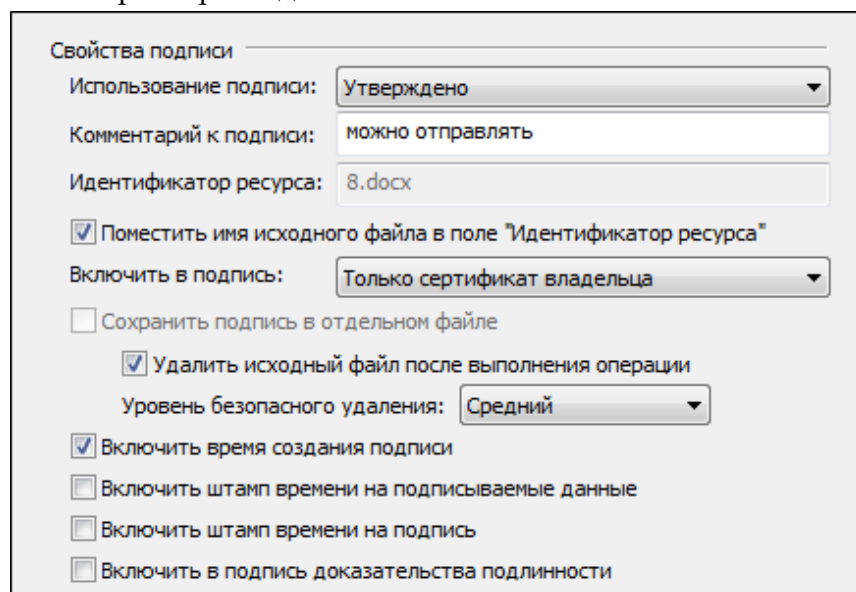 Свойства подписи
Использование подписи: Утверждено
Комментарий к подписи: можно отправлять
Идентификатор ресурса: 8.docx
Поместить имя исходного файла в поле "Идентификатор ресурса"
Включить в подпись: Только сертификат владельца
Сохранить подпись в отдельном файле
Удалить исходный файл после выполнения операции
Уровень безопасного удаления: Средний
Включить время создания подписи
Включить штамп времени на подписываемые данные
Включить штамп времени на подпись
Включить в подпись доказательства подлинности